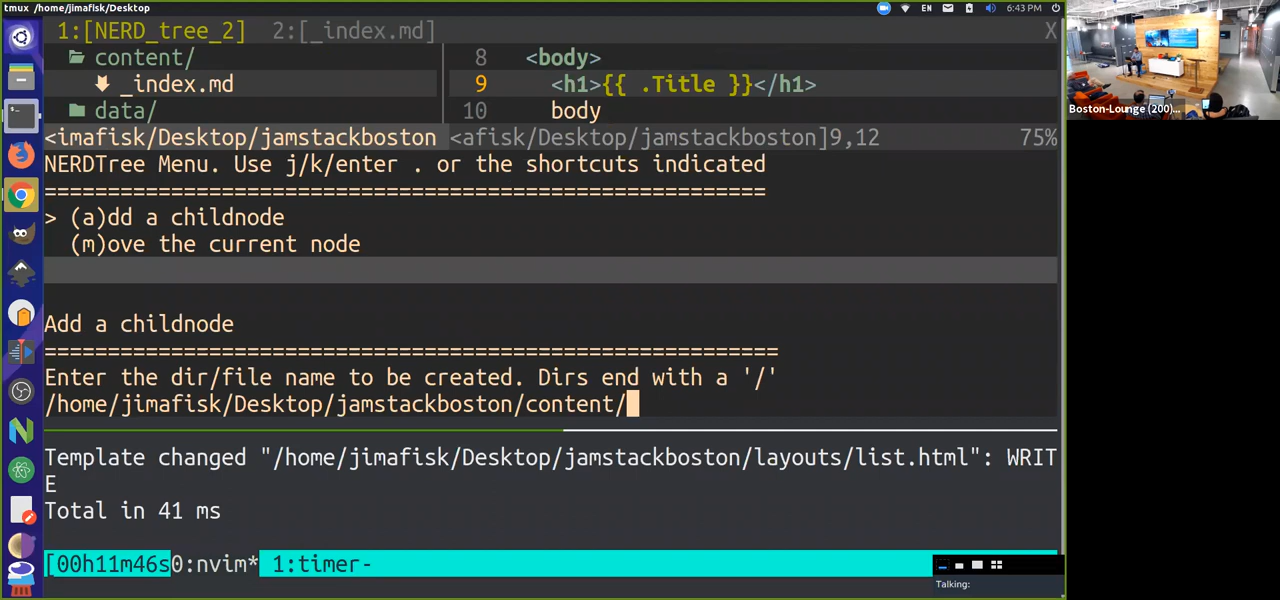 tmux /home/jimafisk/Desktop
EN
6:43 PM
1:[NERD_tree_2] 2:[_index.md] X
content/
_index.md
data/
8 <body>
9 <h1>{{ .Title }}</h1>
10 body
<imafisk/Desktop/jamstackboston <afisk/Desktop/jamstackboston]9,12 75%
NERDTree Menu. Use j/k/enter . or the shortcuts indicated
==========================================================
> (a)dd a childnode
(m)ove the current node
Add a childnode
==========================================================
Enter the dir/file name to be created. Dirs end with a '/'
/home/jimafisk/Desktop/jamstackboston/content/
Template changed "/home/jimafisk/Desktop/jamstackboston/layouts/list.html": WRIT
E
Total in 41 ms
[00h11m46s0:nvim* 1:timer-
Talking:
Boston-Lounge (200)...